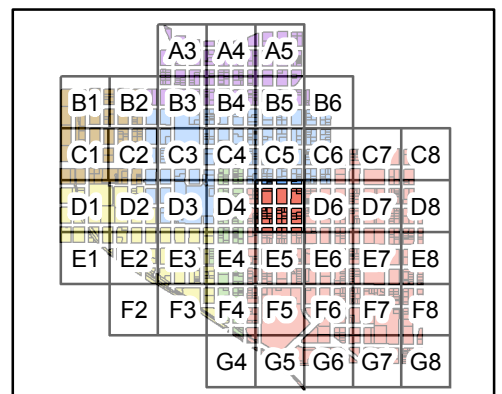 A3 A4 A5
B1 B2 B3 B4 B5 B6
C1 C2 C3 C4 C5 C6 C7 C8
D1 D2 D3 D4 D6 D7 D8
E1 E2 E3 E4 E5 E6 E7 E8
F2 F3 F4 F5 F6 F7 F8
G4 G5 G6 G7 G8